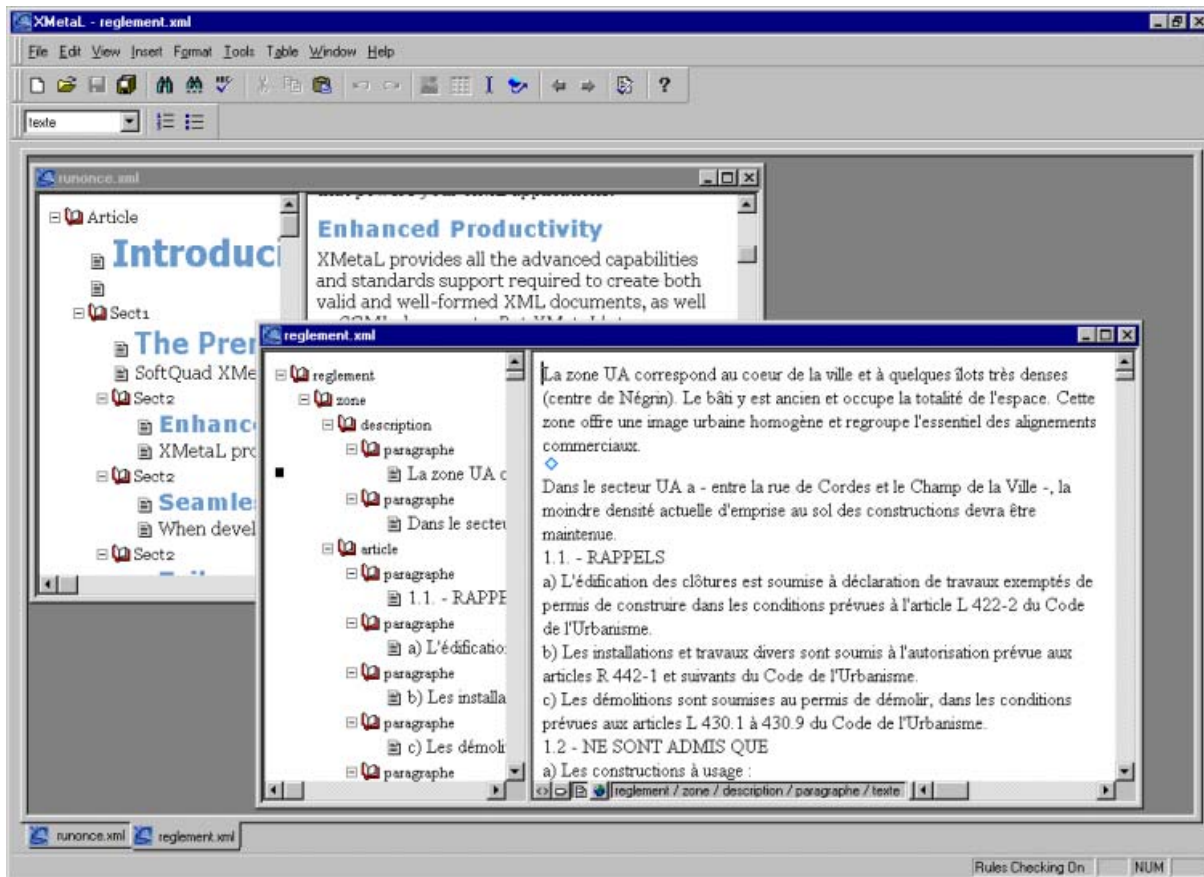 XMetaL - reglement.xml
File Edit View Insert Format Tools Table Window Help
texte
runonce.xml
Article
Introduci
Sect1
The Prer
SoftQuad XMe
Sect2
Enhance
XMetaL pro
Sect2
Seamles
When devel
Sect2
Enhanced Productivity
XMetaL provides all the advanced capabilities
and standards support required to create both
valid and well-formed XML documents, as well
reglement.xml
reglement
zone
description
paragraphe
La zone UA c
paragraphe
Dans le secteu
article
paragraphe
1.1. - RAPPE
paragraphe
a) L'édificatio
paragraphe
b) Les installa
paragraphe
c) Les démoli
paragraphe
La zone UA correspond au coeur de la ville et à quelques îlots très denses
(centre de Négrin). Le bâti y est ancien et occupe la totalité de l'espace. Cette
zone offre une image urbaine homogène et regroupe l'essentiel des alignements
commerciaux.
Dans le secteur UA a - entre la rue de Cordes et le Champ de la Ville -, la
moindre densité actuelle d'emprise au sol des constructions devra être
maintenue.
1.1. - RAPPELS
a) L'édification des clôtures est soumise à déclaration de travaux exemptés de
permis de construire dans les conditions prévues à l'article L 422-2 du Code
de l'Urbanisme.
b) Les installations et travaux divers sont soumis à l'autorisation prévue aux
articles R 442-1 et suivants du Code de l'Urbanisme.
c) Les démolitions sont soumises au permis de démolir, dans les conditions
prévues aux articles L 430.1 à 430.9 du Code de l'Urbanisme.
1.2 - NE SONT ADMIS QUE
a) Les constructions à usage :
reglement / zone / description / paragraphe / texte
runonce.xml reglement.xml
Rules Checking On NUM